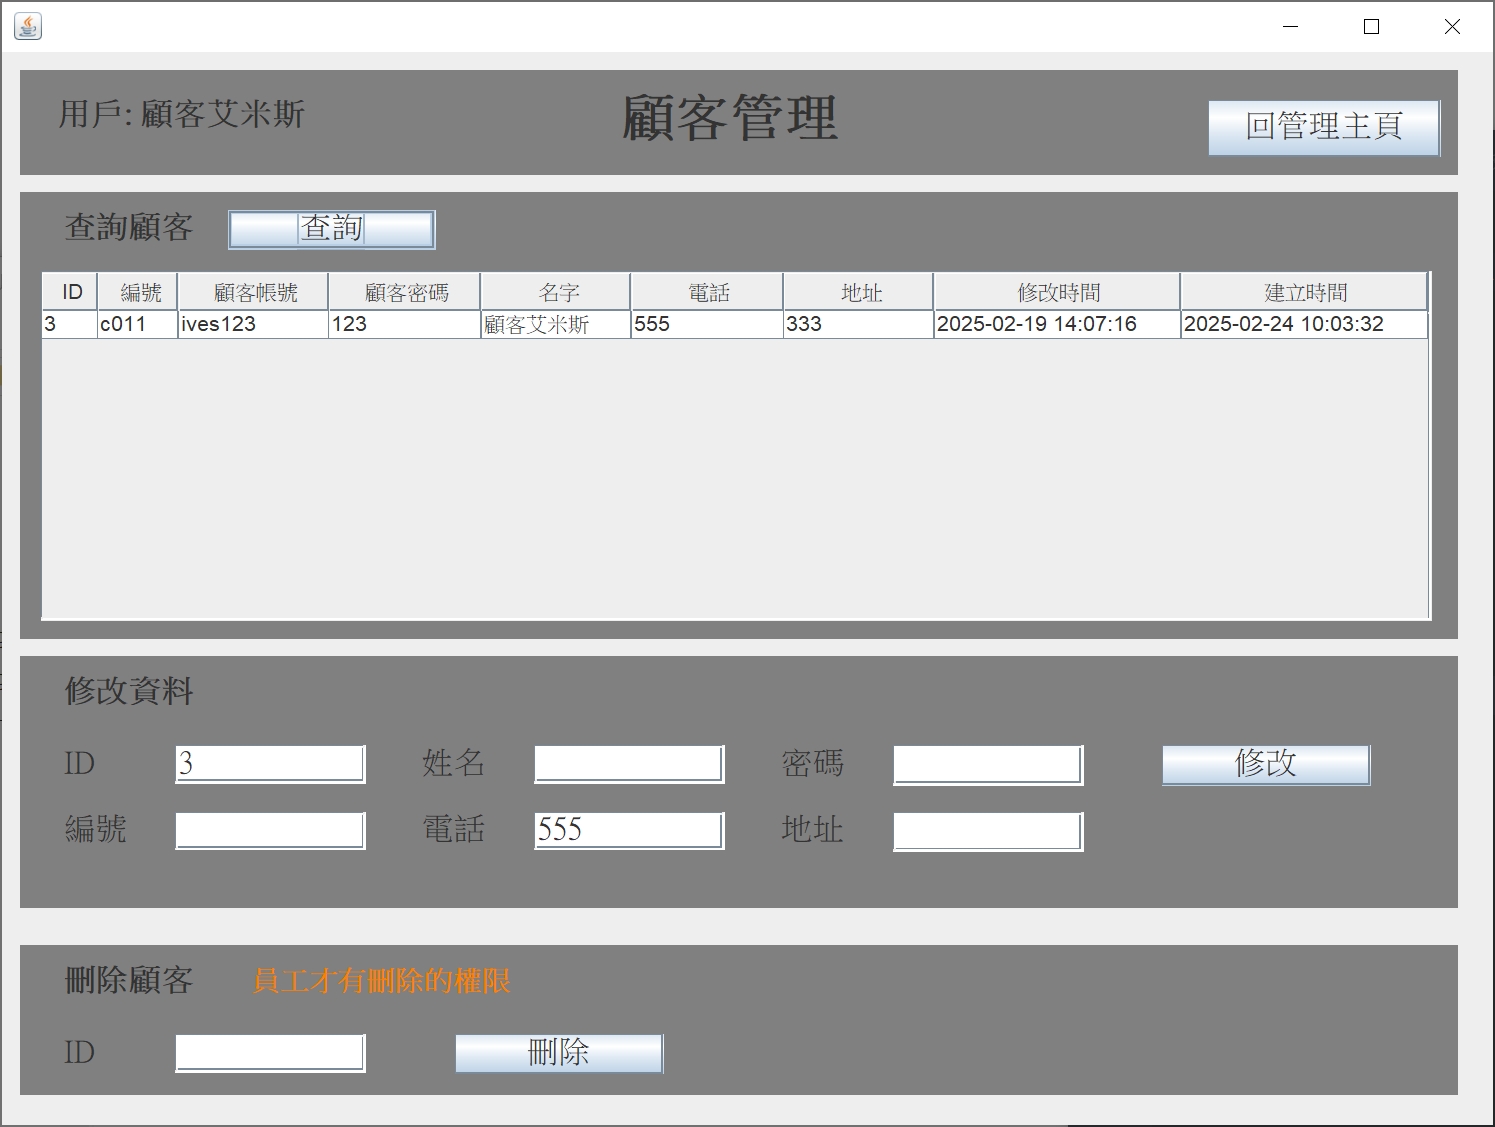 用戶: 顧客艾米斯
顧客管理
回管理主頁
查詢顧客
查詢
ID 編號 顧客帳號 顧客密碼 名字 電話 地址 修改時間 建立時間
3 c011 ives123 123 顧客艾米斯 555 333 2025-02-19 14:07:16 2025-02-24 10:03:32
修改資料
ID 3 姓名 密碼 修改
編號 電話 555 地址
刪除顧客 員工才有刪除的權限
ID 刪除